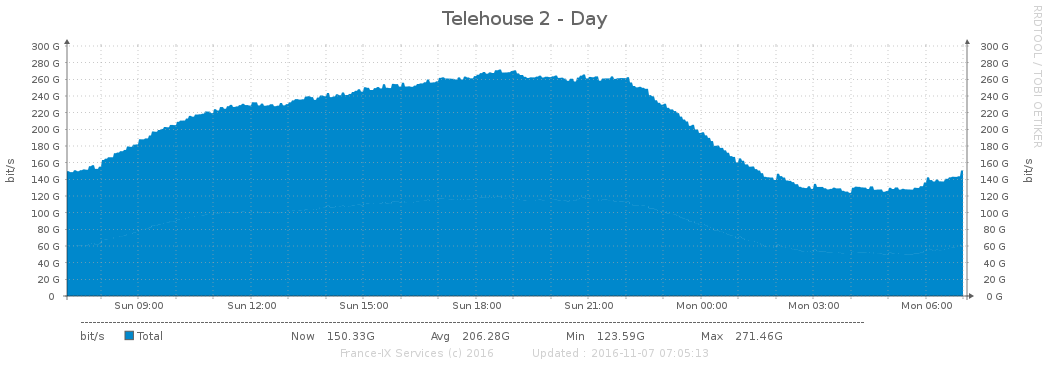 Telehouse 2 - Day
RRDTOOL / TOBI OETIKER
bit/s
300 G
280 G
260 G
240 G
220 G
200 G
180 G
160 G
140 G
120 G
100 G
80 G
60 G
40 G
20 G
0
300 G
280 G
260 G
240 G
220 G
200 G
180 G
160 G
140 G
120 G
100 G
80 G
60 G
40 G
20 G
0 G
bit/s
Sun 09:00 Sun 12:00 Sun 15:00 Sun 18:00 Sun 21:00 Mon 00:00 Mon 03:00 Mon 06:00
bit/s Total Now 150.33G Avg 206.28G Min 123.59G Max 271.46G
France-IX Services (c) 2016 Updated : 2016-11-07 07:05:13